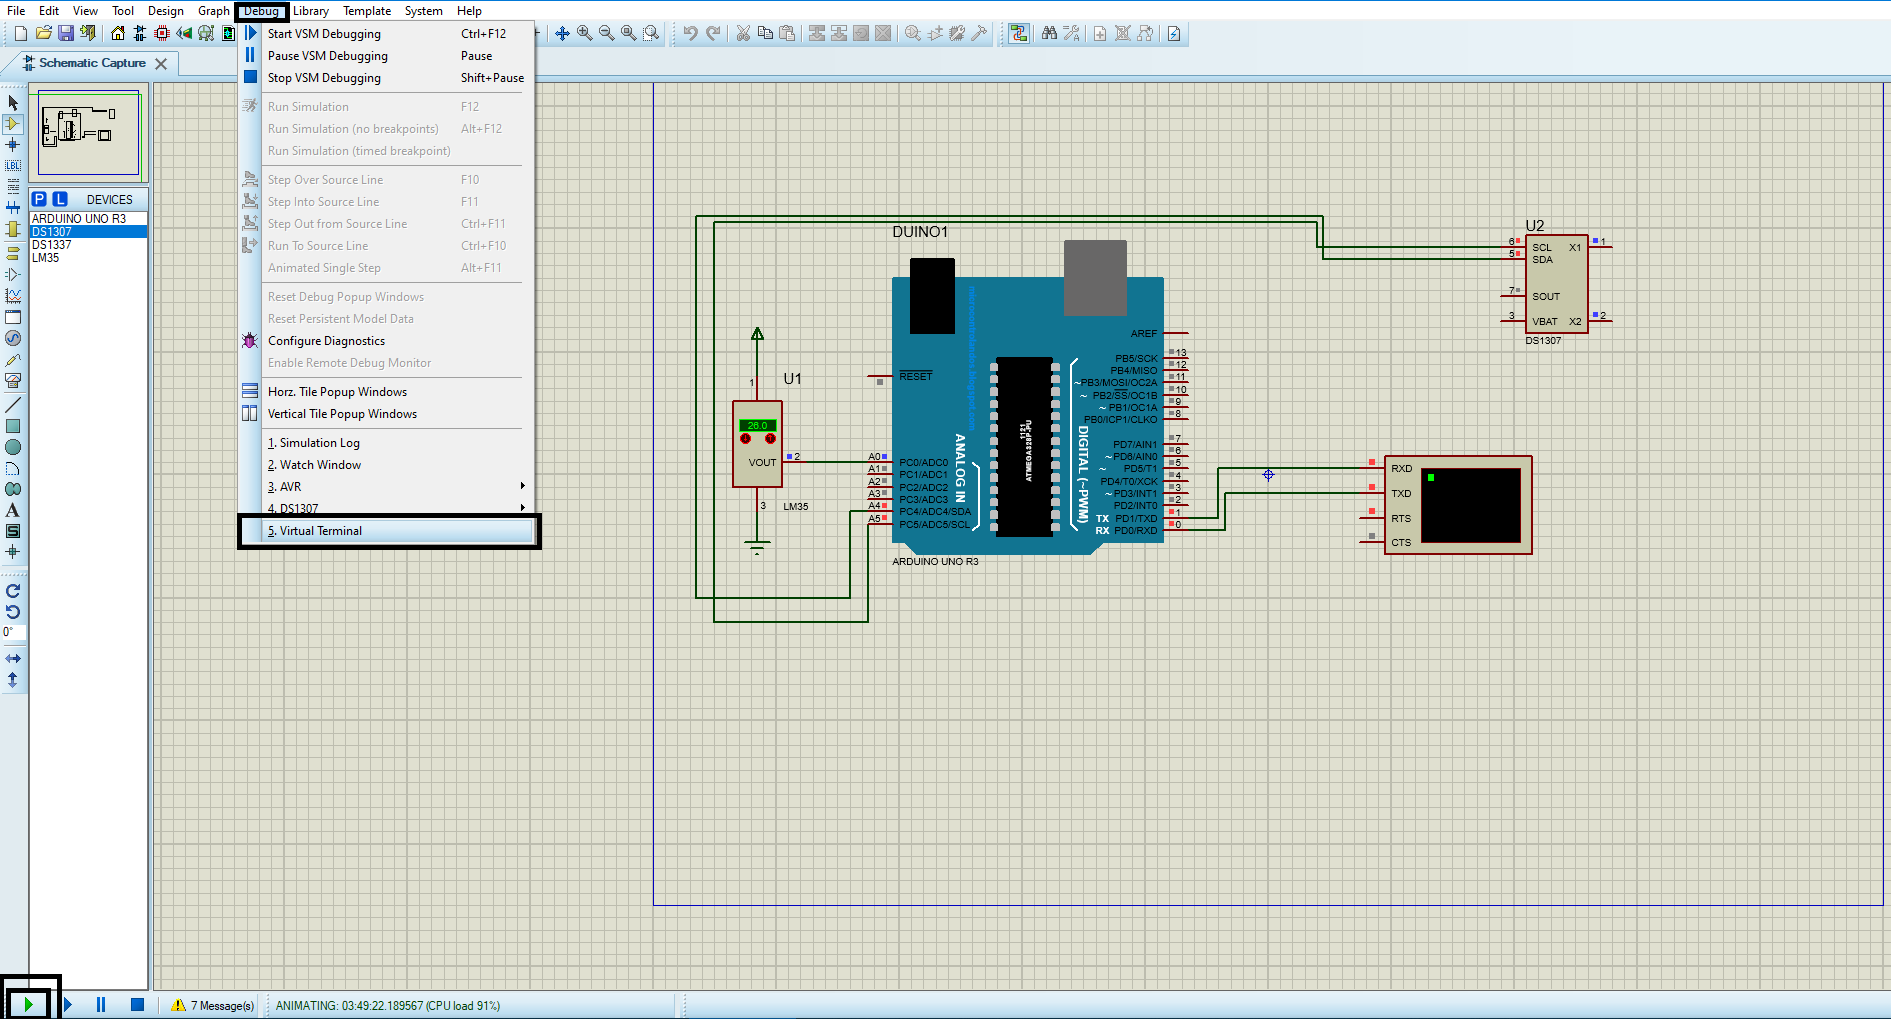 File Edit View Tool Design Graph Debug Library Template System Help
Schematic Capture
Start VSM Debugging Ctrl+F12
Pause VSM Debugging Pause
Stop VSM Debugging Shift+Pause
Run Simulation F12
Run Simulation (no breakpoints) Alt+F12
Run Simulation (timed breakpoint)
Step Over Source Line F10
Step Into Source Line F11
Step Out from Source Line Ctrl+F11
Run To Source Line Ctrl+F10
Animated Single Step Alt+F11
Reset Debug Popup Windows
Reset Persistent Model Data
Configure Diagnostics
Enable Remote Debug Monitor
Horz. Tile Popup Windows
Vertical Tile Popup Windows
1. Simulation Log
2. Watch Window
3. AVR
4. DS1307
5. Virtual Terminal
P L DEVICES
ARDUINO UNO R3
DS1307
DS1337
LM35
LBL
A
S
0°
U1
1
26.0
VOUT
2
3
LM35
DUINO1
RESET
A0 PC0/ADC0
A1 PC1/ADC1
A2 PC2/ADC2
A3 PC3/ADC3
A4 PC4/ADC4/SDA
A5 PC5/ADC5/SCL
ANALOG IN
1121
ATMEGA328P-PU
DIGITAL (~PWM)
AREF
PB5/SCK 13
PB4/MISO 12
~PB3/MOSI/OC2A 11
~ PB2/SS/OC1B 10
~ PB1/OC1A 9
PB0/ICP1/CLKO 8
PD7/AIN1 7
~ PD6/AIN0 6
~ PD5/T1 5
PD4/T0/XCK 4
~ PD3/INT1 3
PD2/INT0 2
TX PD1/TXD 1
RX PD0/RXD 0
ARDUINO UNO R3
U2
6 SCL X1 1
5 SDA
7 SOUT
3 VBAT X2 2
DS1307
RXD
TXD
RTS
CTS
7 Message(s) ANIMATING: 03:49:22.189567 (CPU load 91%)